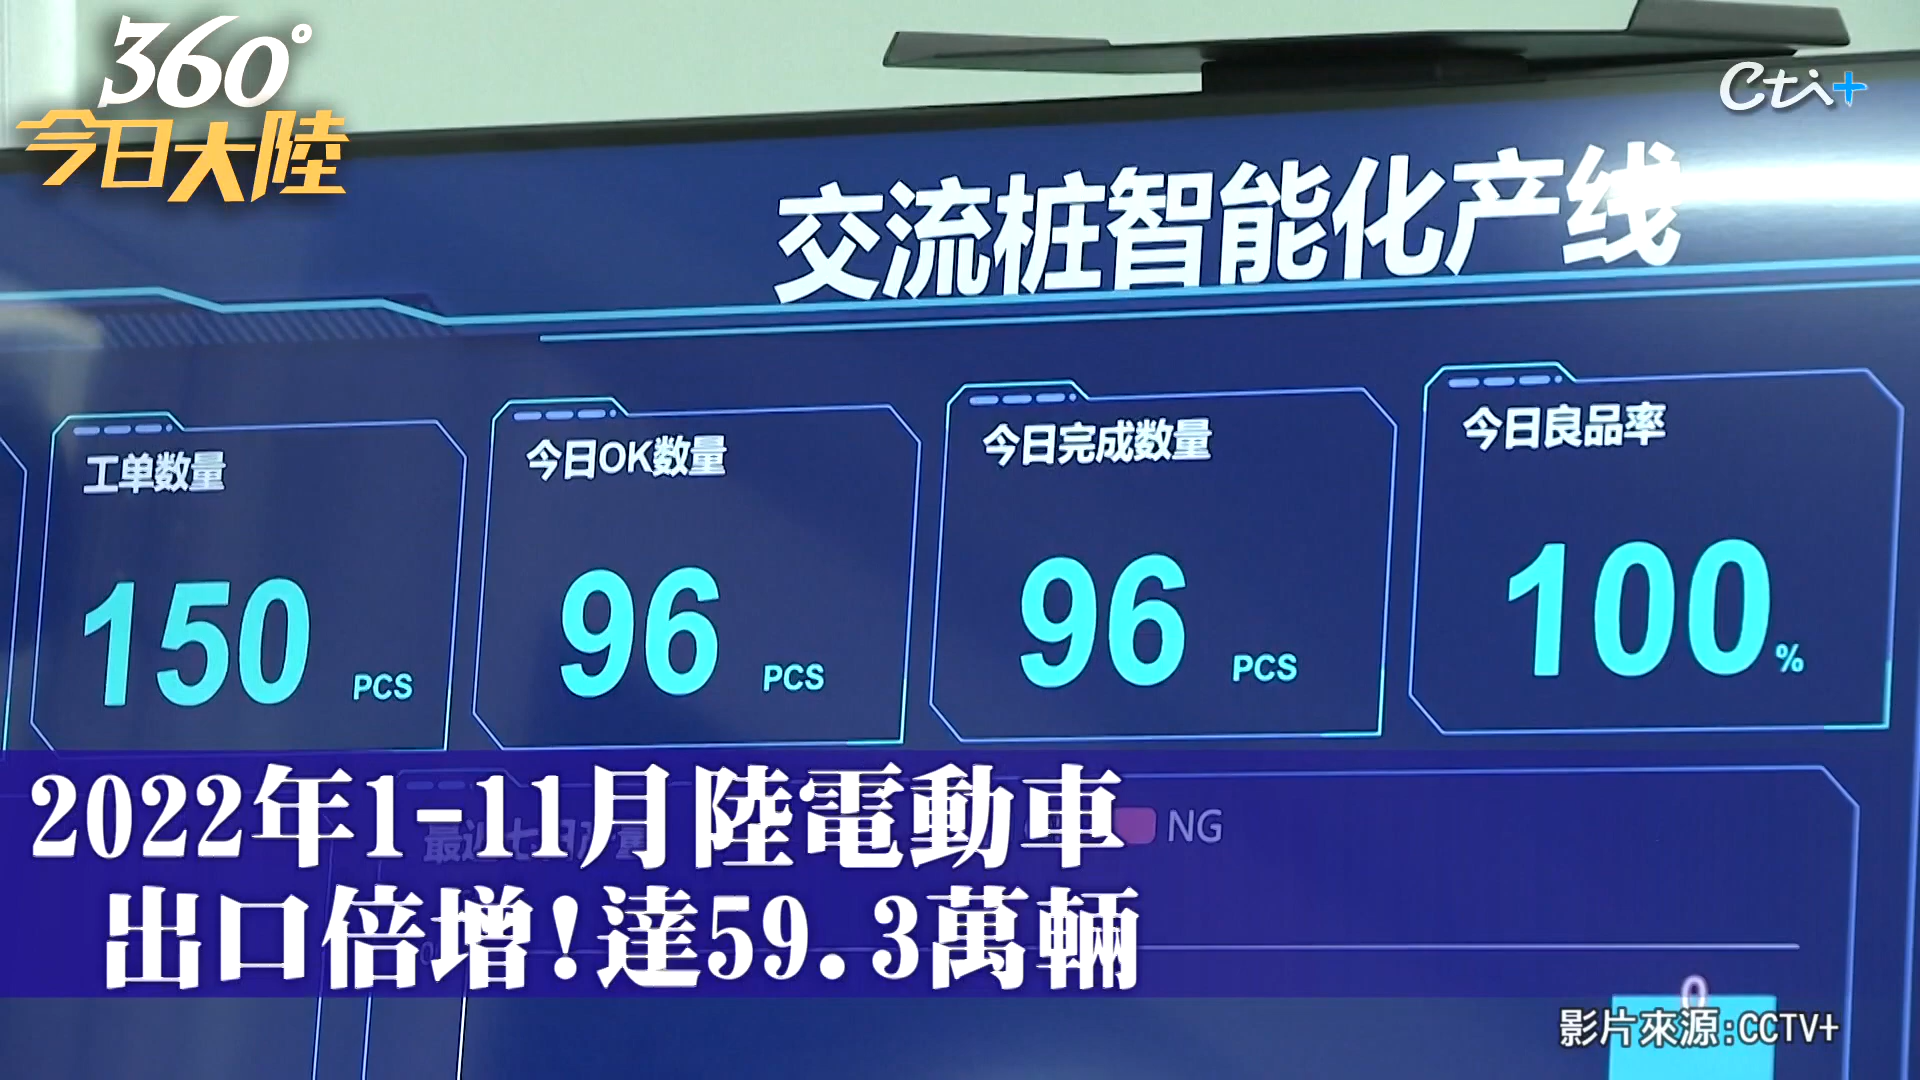 360°
今日大陸
Cti+
交流桩智能化产线
工单数量
今日OK数量
今日完成数量
今日良品率
150 PCS
96 PCS
96 PCS
100 %
NG
2022年1-11月陸電動車
出口倍增!達59.3萬輛
0
影片來源:CCTV+